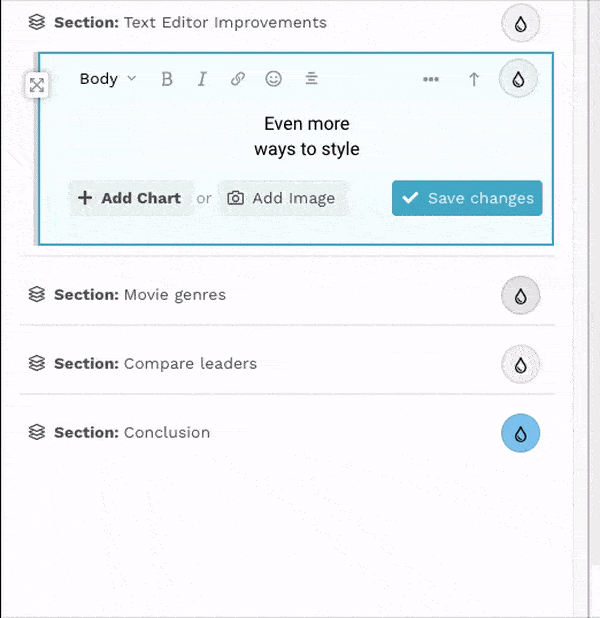 Section: Text Editor Improvements
Body B I
Even more
ways to style
Add Chart or Add Image Save changes
Section: Movie genres
Section: Compare leaders
Section: Conclusion